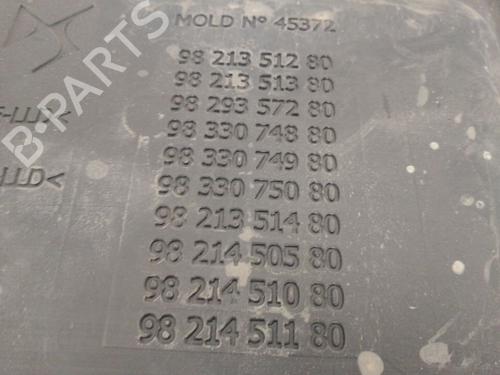 MOLD Nº 45372
98 213 512 80
98 213 513 80
98 293 572 80
98 330 748 80
98 330 749 80
98 330 750 80
98 213 514 80
98 214 505 80
98 214 510 80
98 214 511 80
B-PARTS